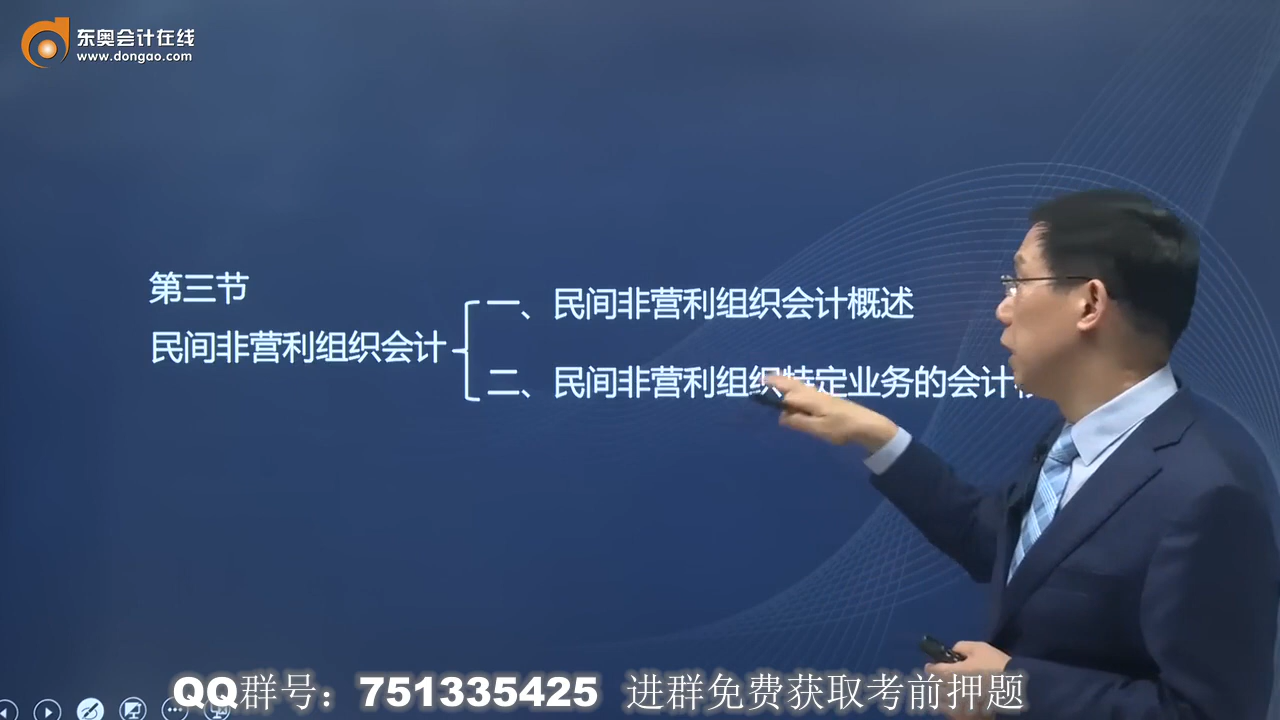 东奥会计在线
www.dongao.com
第三节
民间非营利组织会计
一、民间非营利组织会计概述
二、民间非营利组织特定业务的会计
QQ群号：751335425 进群免费获取考前押题